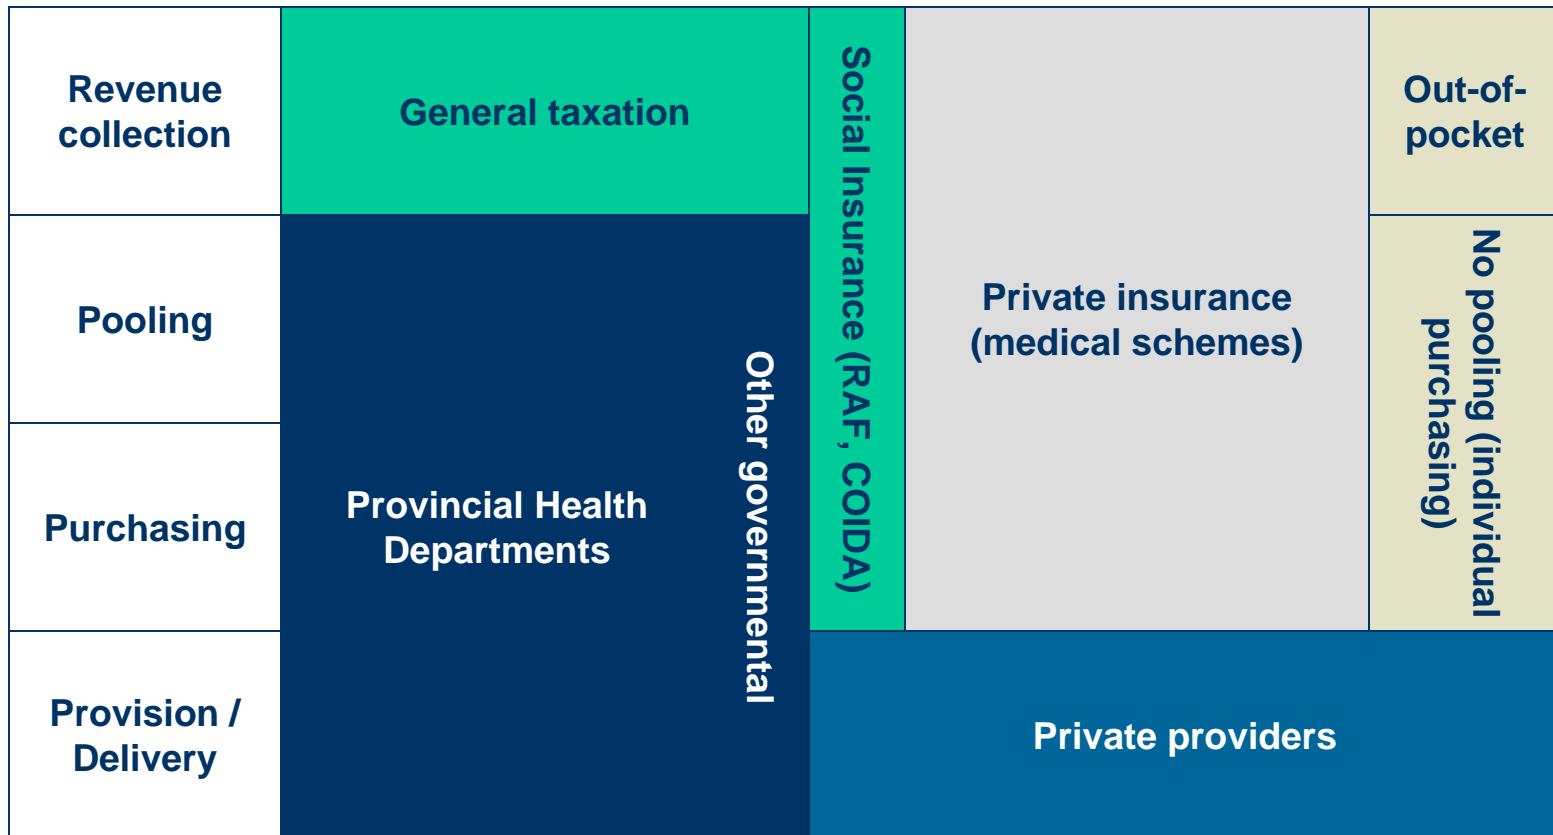 Revenue
collection
General taxation
Social Insurance (RAF, COIDA)
Private insurance
(medical schemes)
Out-of-
pocket
Pooling
Other governmental
No pooling (individual
purchasing)
Purchasing
Provincial Health
Departments
Provision /
Delivery
Private providers